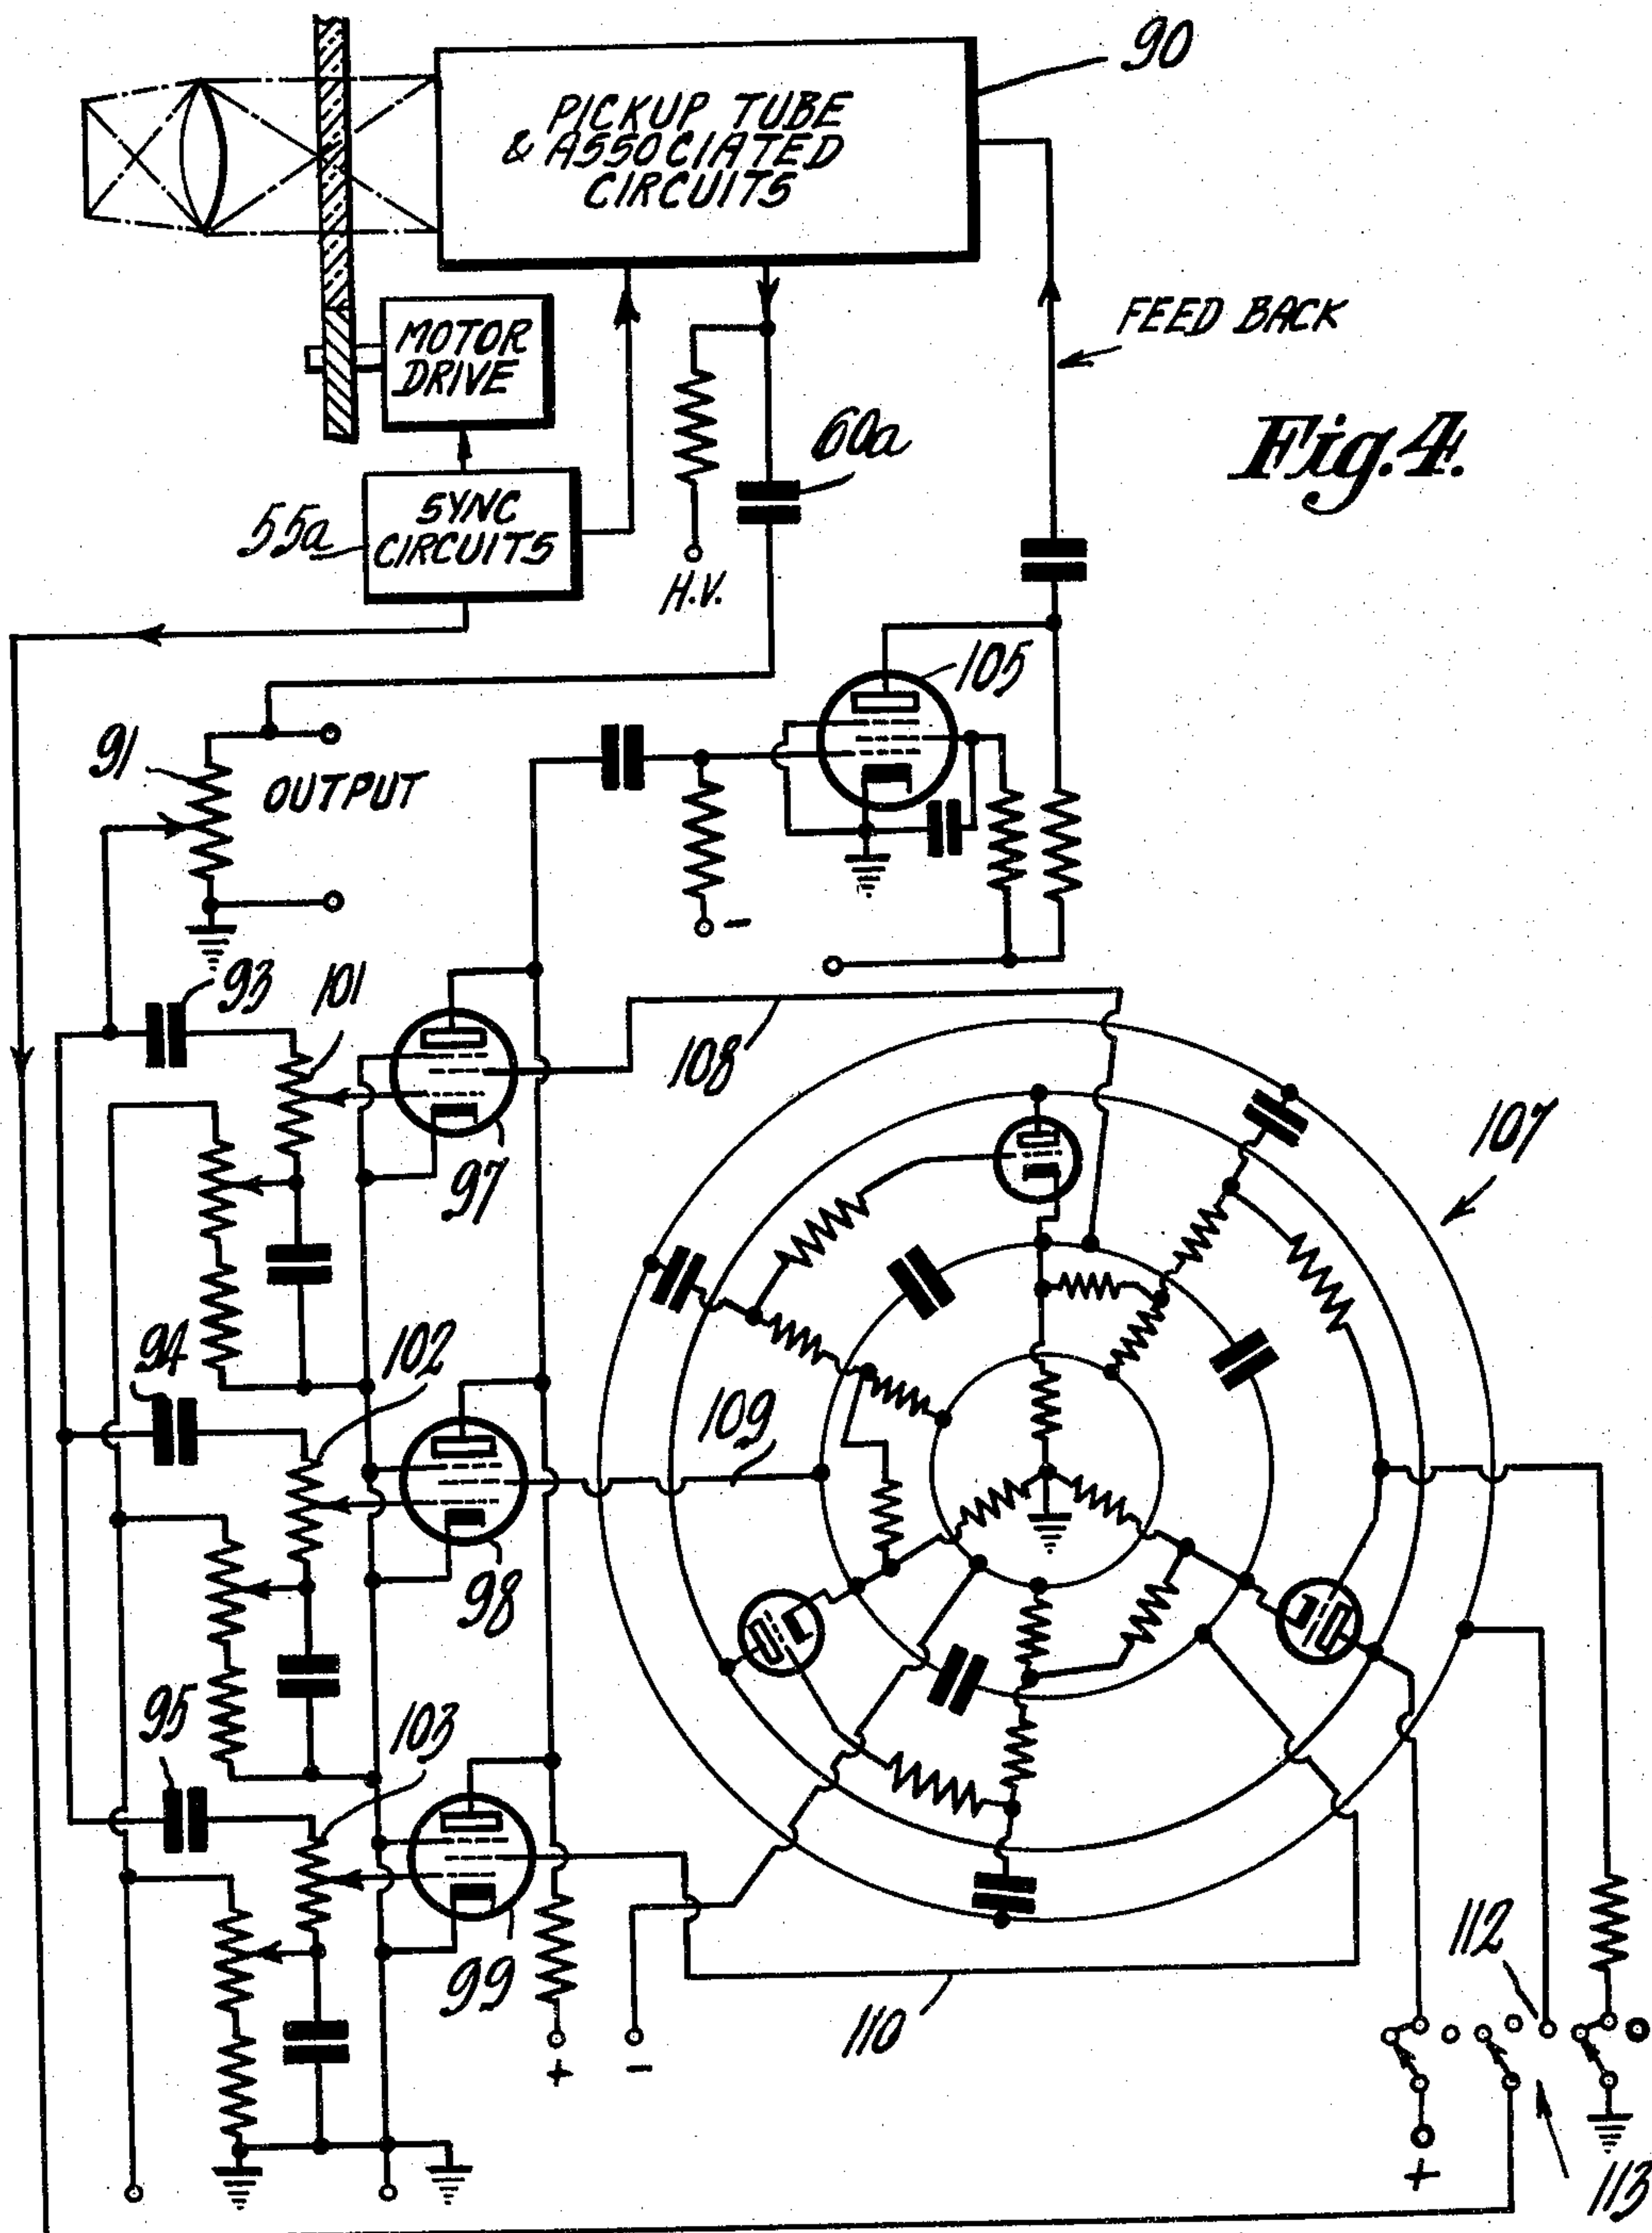 90
PICKUP TUBE
& ASSOCIATED
CIRCUITS
MOTOR
DRIVE
FEED BACK
60a
Fig. 4.
55a
SYNC
CIRCUITS
H.V.
105
91
OUTPUT
-
93
101
108
107
97
94
102
109
98
95
103
99
112
110
+
-
+
113